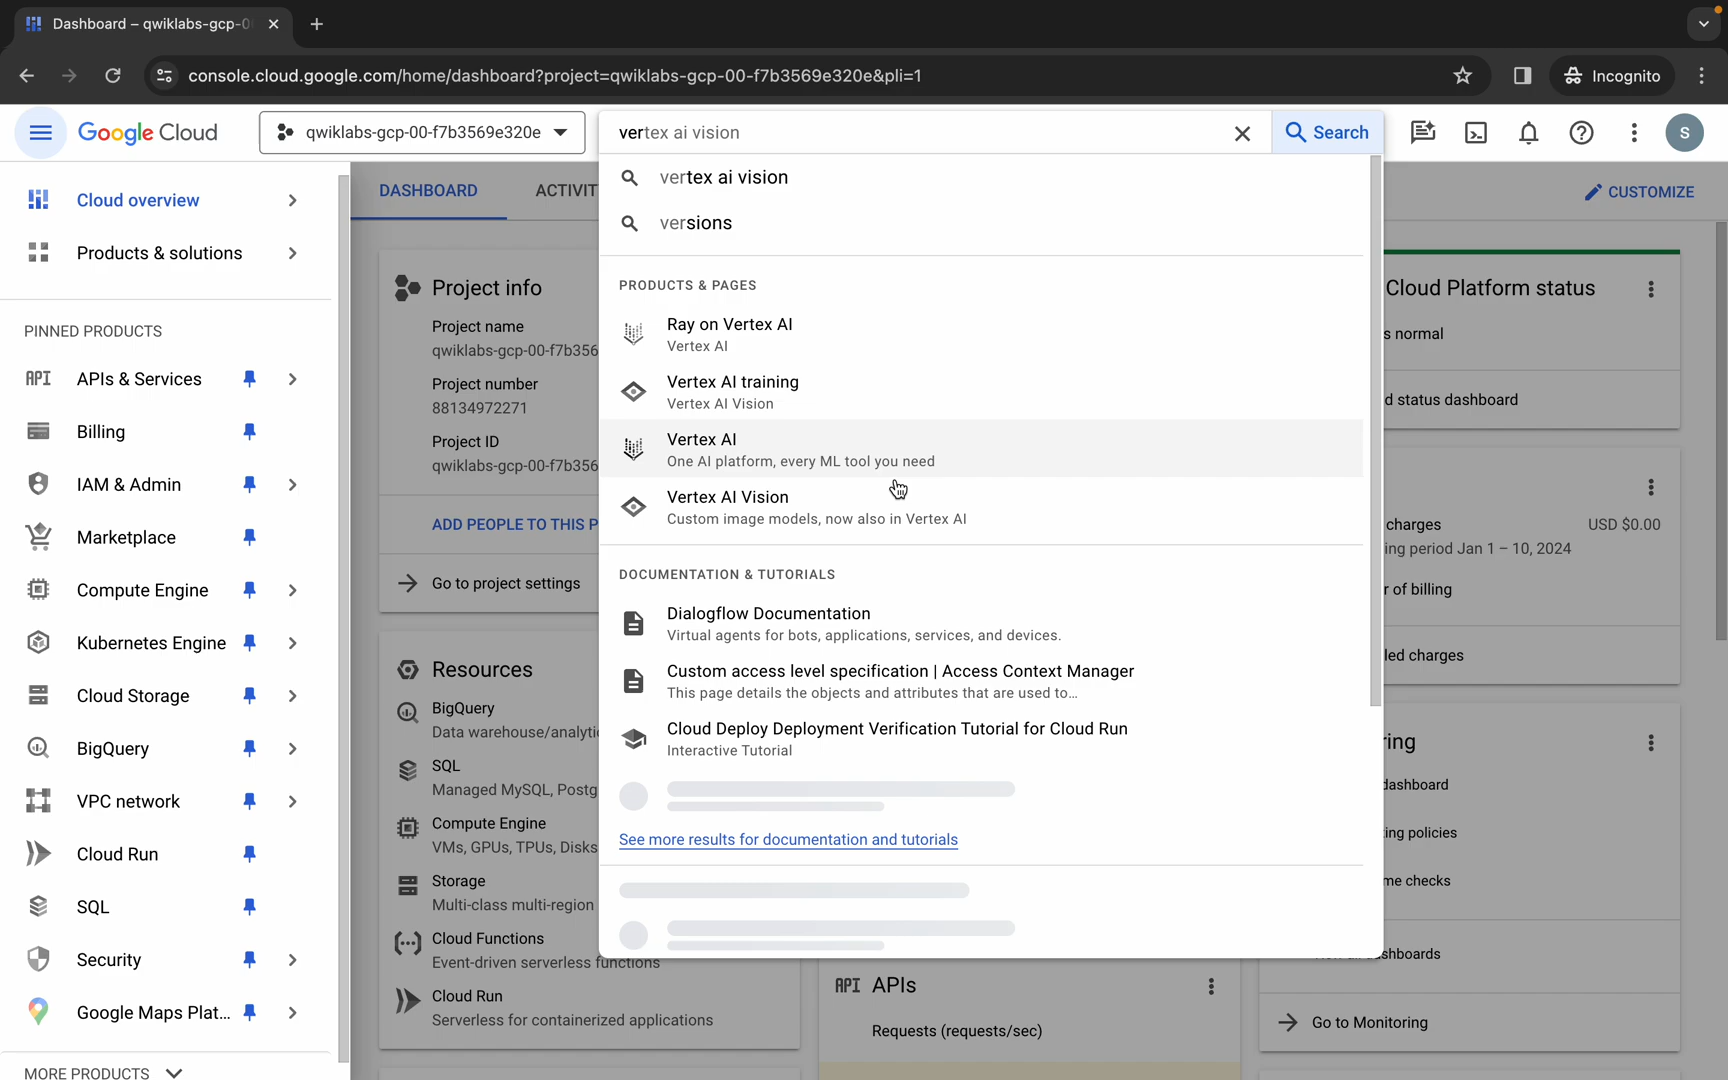 Dashboard – qwiklabs-gcp-0
console.cloud.google.com/home/dashboard?project=qwiklabs-gcp-00-f7b3569e320e&pli=1
Incognito
Google Cloud
qwiklabs-gcp-00-f7b3569e320e
vertex ai vision
Search
S
Cloud overview
Products & solutions
PINNED PRODUCTS
API APIs & Services
Billing
IAM & Admin
Marketplace
Compute Engine
Kubernetes Engine
Cloud Storage
BigQuery
VPC network
Cloud Run
SQL
Security
Google Maps Plat...
MORE PRODUCTS
DASHBOARD
ACTIVIT
CUSTOMIZE
Project info
Project name
qwiklabs-gcp-00-f7b356
Project number
88134972271
Project ID
qwiklabs-gcp-00-f7b356
ADD PEOPLE TO THIS P
Go to project settings
Resources
BigQuery
Data warehouse/analytic
SQL
Managed MySQL, Postg
Compute Engine
VMs, GPUs, TPUs, Disks
Storage
Multi-class multi-region
Cloud Functions
Event-driven serverless functions
Cloud Run
Serverless for containerized applications
vertex ai vision
versions
PRODUCTS & PAGES
Ray on Vertex AI
Vertex AI
Vertex AI training
Vertex AI Vision
Vertex AI
One AI platform, every ML tool you need
Vertex AI Vision
Custom image models, now also in Vertex AI
DOCUMENTATION & TUTORIALS
Dialogflow Documentation
Virtual agents for bots, applications, services, and devices.
Custom access level specification | Access Context Manager
This page details the objects and attributes that are used to...
Cloud Deploy Deployment Verification Tutorial for Cloud Run
Interactive Tutorial
See more results for documentation and tutorials
API APIs
Requests (requests/sec)
Cloud Platform status
s normal
d status dashboard
charges
USD $0.00
ing period Jan 1 – 10, 2024
r of billing
led charges
ring
dashboard
ing policies
me checks
shboards
Go to Monitoring